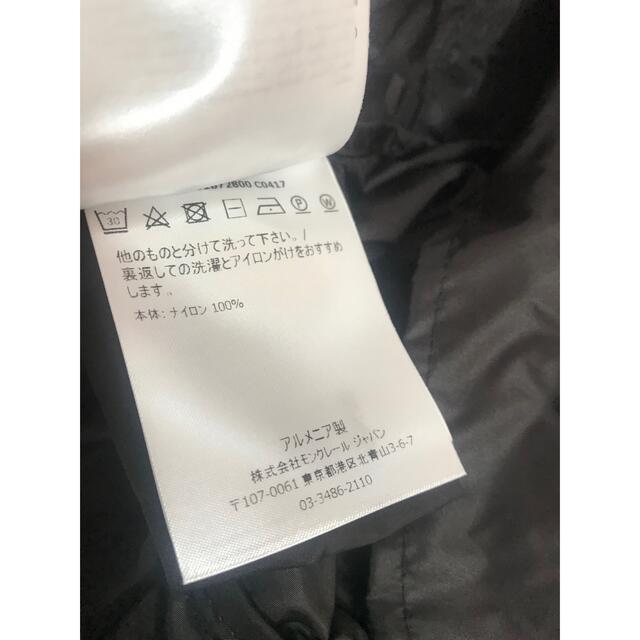 2800 C0417
30
P
W
他のものと分けて洗って下さい。/
裏返しての洗濯とアイロンがけをおすすめ
します。
本体: ナイロン 100%
アルメニア製
株式会社モンクレール ジャパン
〒107-0061 東京都港区北青山3-6-7
03-3486-2110